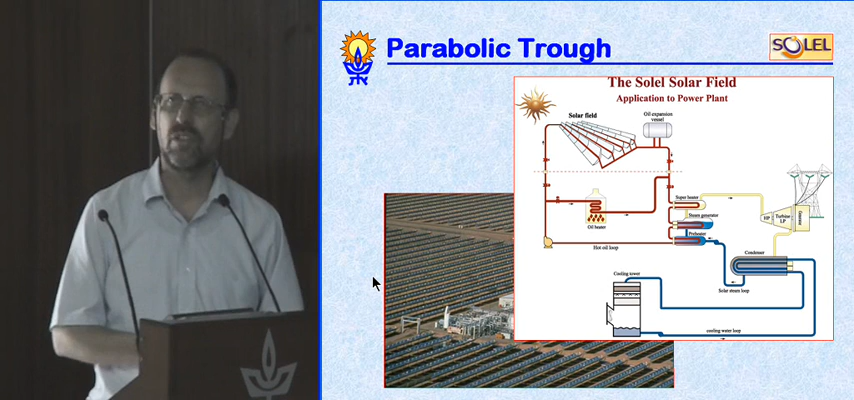 Parabolic Trough
SOLEL
The Solel Solar Field
Application to Power Plant
Solar field
Oil expansion
vessel
Super heater
Steam generator
HP
Turbine
LP
Oil heater
Preheater
Hot oil loop
Condenser
Cooling tower
Solar steam loop
cooling water loop